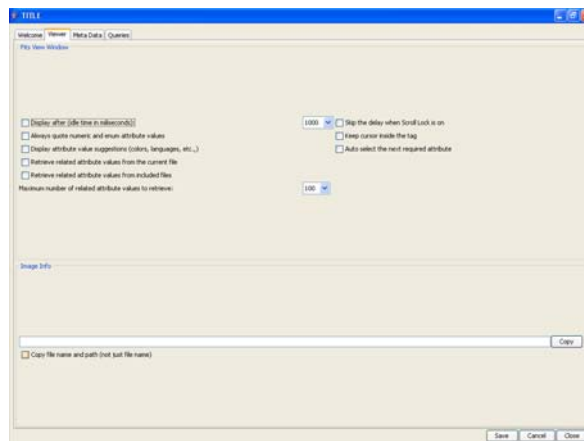 TITLE
Welcome Viewer Meta Data Queries
Fits View Window
Display after (idle time in miliseconds): 1000 Skip the delay when Scroll Lock is on
Always quote numeric and enum attribute values Keep cursor inside the tag
Display attribute value suggestions (colors, languages, etc.,) Auto select the next required attribute
Retrieve related attribute values from the current file
Retrieve related attribute values from included files
Maximum number of related attribute values to retrieve: 100
Image Info
Copy
Copy file name and path (not just file name)
Save Cancel Close